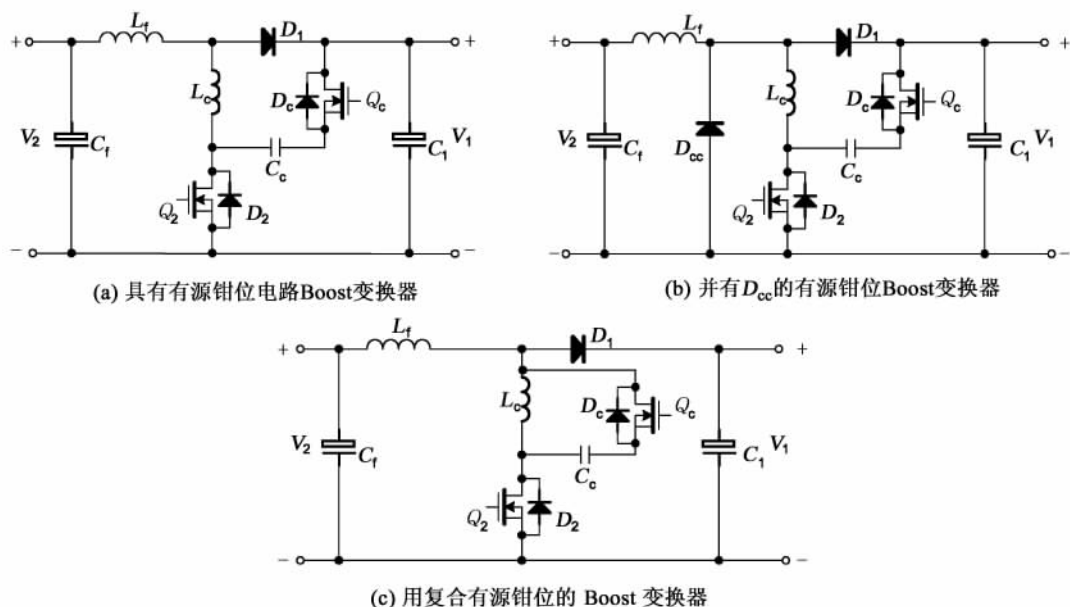 L_f
D_1
+
+
L_c
D_c
Q_c
V_2
C_f
C_c
C_1
V_1
Q_2
D_2
−
−
(a) 具有有源钳位电路Boost变换器
L_f
D_1
+
+
L_c
D_c
Q_c
V_2
C_f
D_cc
C_c
C_1
V_1
Q_2
D_2
−
−
(b) 并有D_cc的有源钳位Boost变换器
L_f
D_1
+
+
L_c
D_c
Q_c
V_2
C_f
C_c
C_1
V_1
Q_2
D_2
−
−
(c) 用复合有源钳位的 Boost 变换器